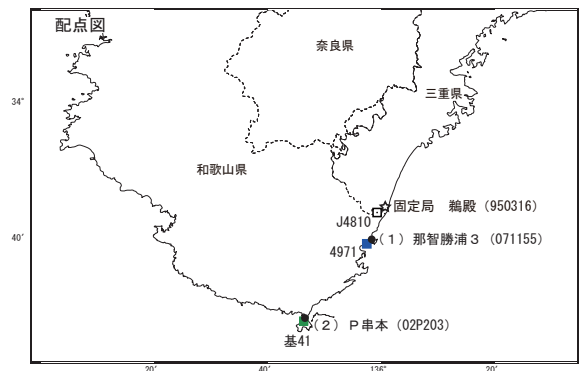 配点図
奈良県
34°
三重県
和歌山県
固定局 鵜殿（950316）
J4810
40′
（１）那智勝浦３（071155）
4971
（２）Ｐ串本（02P203）
基41
20′
40′
136°
20′